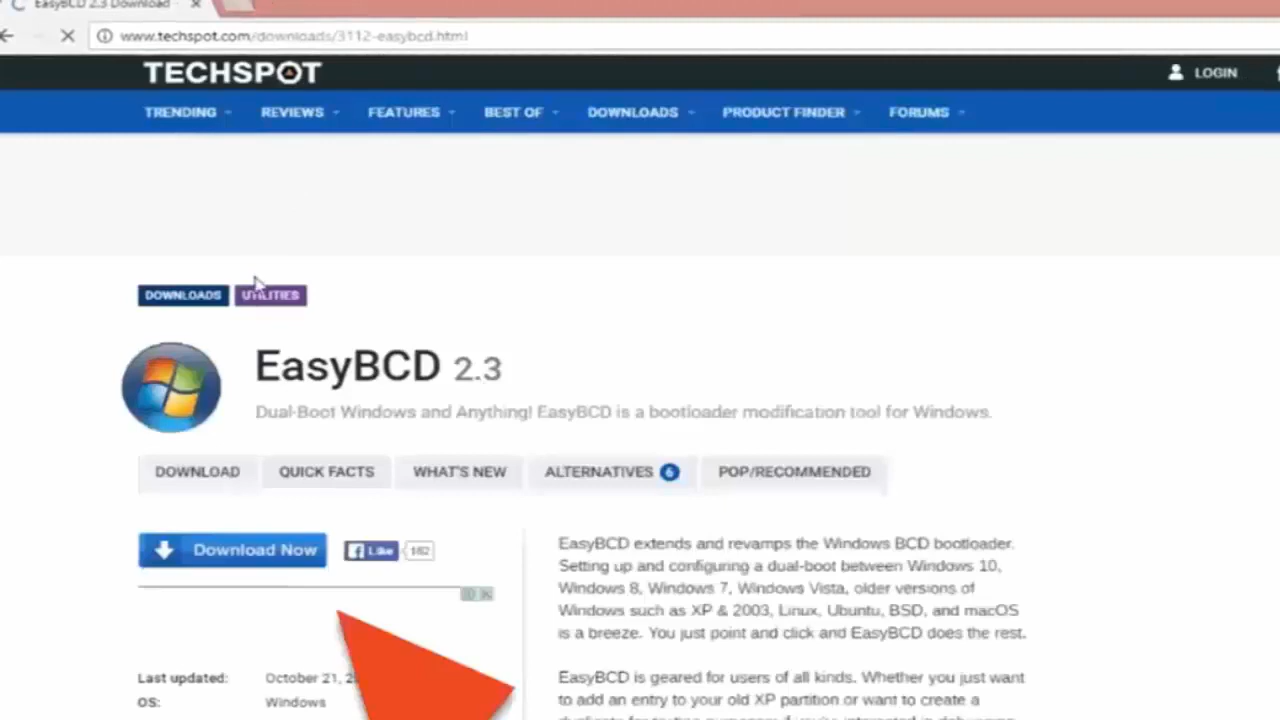 EasyBCD 2.3 Download
www.techspot.com/downloads/3112-easybcd.html
TECHSPOT
LOGIN
TRENDING REVIEWS FEATURES BEST OF DOWNLOADS PRODUCT FINDER FORUMS
DOWNLOADS UTILITIES
EasyBCD 2.3
Dual-Boot Windows and Anything! EasyBCD is a bootloader modification tool for Windows.
DOWNLOAD QUICK FACTS WHAT'S NEW ALTERNATIVES 6 POP/RECOMMENDED
Download Now Like 162
EasyBCD extends and revamps the Windows BCD bootloader.
Setting up and configuring a dual-boot between Windows 10,
Windows 8, Windows 7, Windows Vista, older versions of
Windows such as XP & 2003, Linux, Ubuntu, BSD, and macOS
is a breeze. You just point and click and EasyBCD does the rest.
Last updated: October 21, 2
OS: Windows
EasyBCD is geared for users of all kinds. Whether you just want
to add an entry to your old XP partition or want to create a